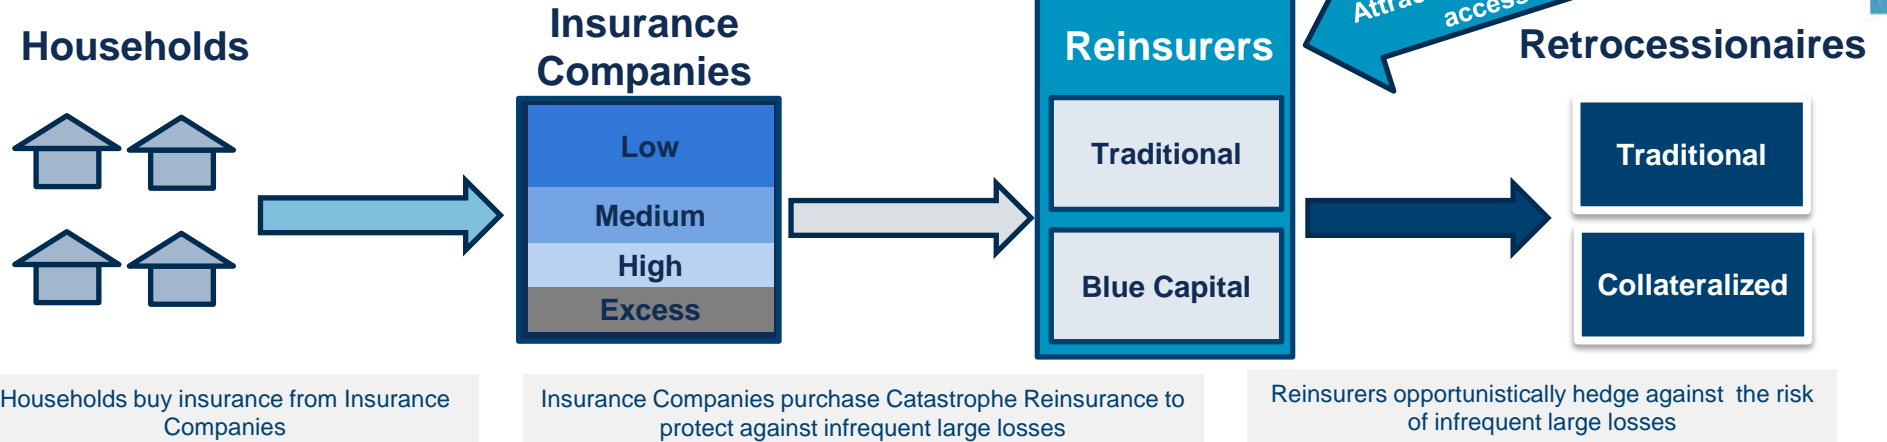 Households
Insurance
Companies
Reinsurers
access
Retrocessionaires
Low
Medium
High
Excess
Traditional
Blue Capital
Traditional
Collateralized
Households buy insurance from Insurance
Companies
Insurance Companies purchase Catastrophe Reinsurance to
protect against infrequent large losses
Reinsurers opportunistically hedge against  the risk
of infrequent large losses